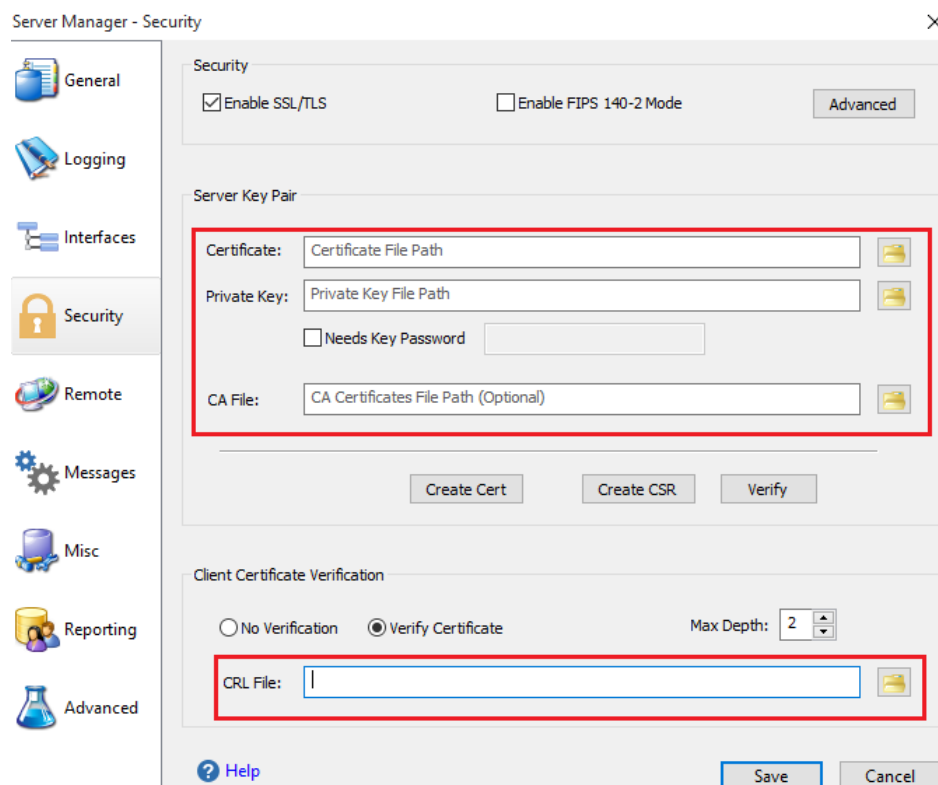 Server Manager - Security
General
Logging
Interfaces
Security
Remote
Messages
Misc
Reporting
Advanced
Security
Enable SSL/TLS
Enable FIPS 140-2 Mode
Advanced
Server Key Pair
Certificate: Certificate File Path
Private Key: Private Key File Path
Needs Key Password
CA File: CA Certificates File Path (Optional)
Create Cert
Create CSR
Verify
Client Certificate Verification
No Verification
Verify Certificate
Max Depth: 2
CRL File:
Help
Save
Cancel